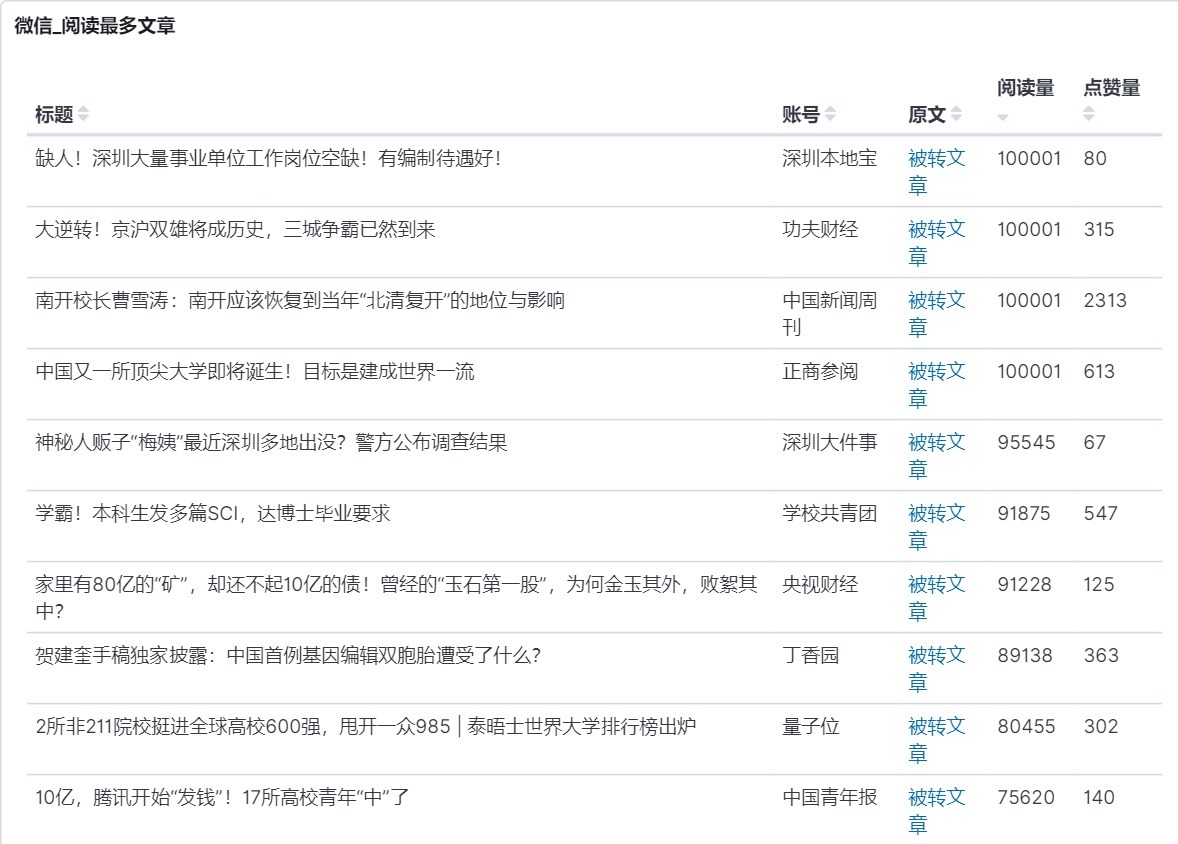 微信_阅读最多文章
标题 账号 原文 阅读量 点赞量
缺人！深圳大量事业单位工作岗位空缺！有编制待遇好！ 深圳本地宝 被转文 100001 80
章
大逆转！京沪双雄将成历史，三城争霸已然到来 功夫财经 被转文 100001 315
章
南开校长曹雪涛：南开应该恢复到当年“北清复开”的地位与影响 中国新闻周 被转文 100001 2313
刊 章
中国又一所顶尖大学即将诞生！目标是建成世界一流 正商参阅 被转文 100001 613
章
神秘人贩子“梅姨”最近深圳多地出没？警方公布调查结果 深圳大件事 被转文 95545 67
章
学霸！本科生发多篇SCI，达博士毕业要求 学校共青团 被转文 91875 547
章
家里有80亿的“矿”，却还不起10亿的债！曾经的“玉石第一股”，为何金玉其外，败絮其 央视财经 被转文 91228 125
中？ 章
贺建奎手稿独家披露：中国首例基因编辑双胞胎遭受了什么？ 丁香园 被转文 89138 363
章
2所非211院校挺进全球高校600强，甩开一众985 | 泰晤士世界大学排行榜出炉 量子位 被转文 80455 302
章
10亿，腾讯开始“发钱”！17所高校青年“中”了 中国青年报 被转文 75620 140
章